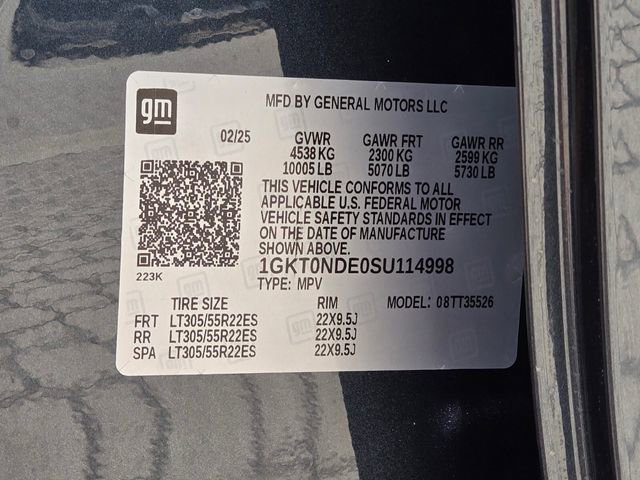 gm
MFD BY GENERAL MOTORS LLC
02/25 GVWR GAWR FRT GAWR RR
4538 KG 2300 KG 2599 KG
10005 LB 5070 LB 5730 LB
THIS VEHICLE CONFORMS TO ALL
APPLICABLE U.S. FEDERAL MOTOR
VEHICLE SAFETY STANDARDS IN EFFECT
ON THE DATE OF MANUFACTURE
SHOWN ABOVE.
223K
1GKT0NDE0SU114998
TYPE: MPV
TIRE SIZE RIM MODEL: 08TT35526
FRT LT305/55R22ES 22X9.5J
RR LT305/55R22ES 22X9.5J
SPA LT305/55R22ES 22X9.5J